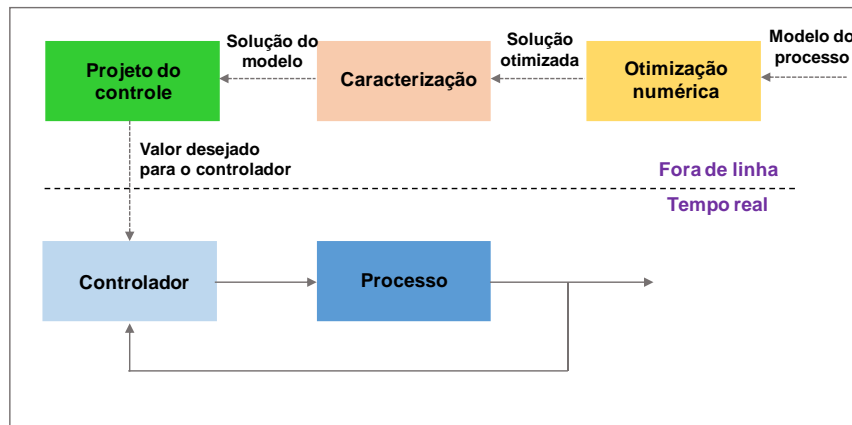 Projeto do
controle
Solução do
modelo
Caracterização
Solução
otimizada
Otimização
numérica
Modelo do
processo
Valor desejado
para o controlador
Fora de linha
Tempo real
Controlador
Processo